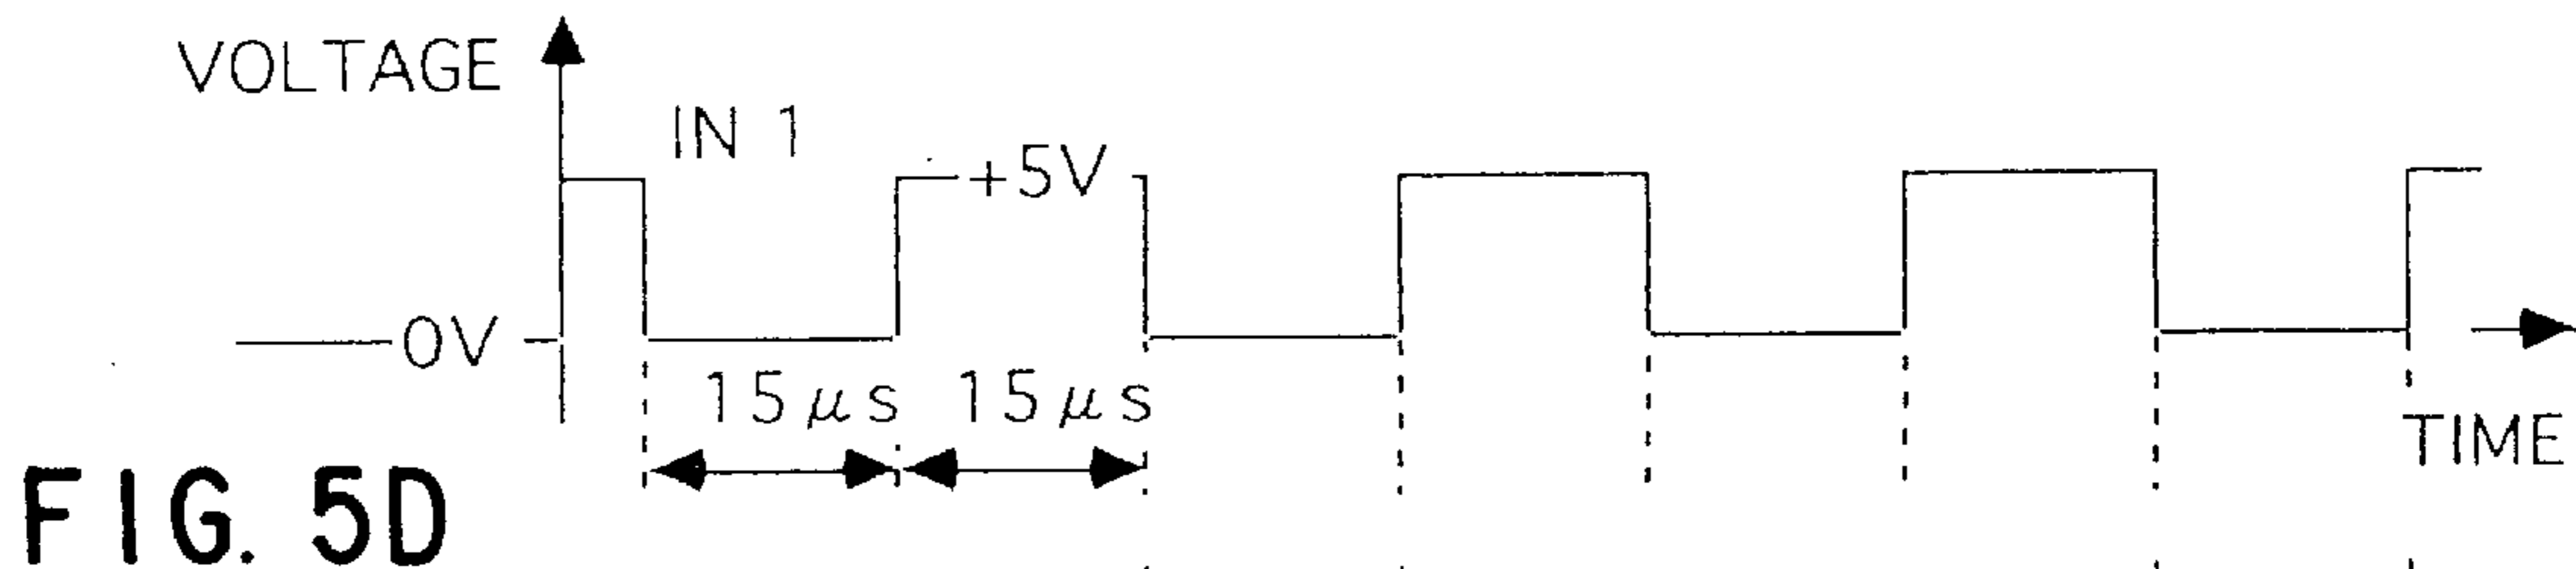 VOLTAGE
IN 1
+5V
0V
15μs 15μs
TIME
FIG. 5D